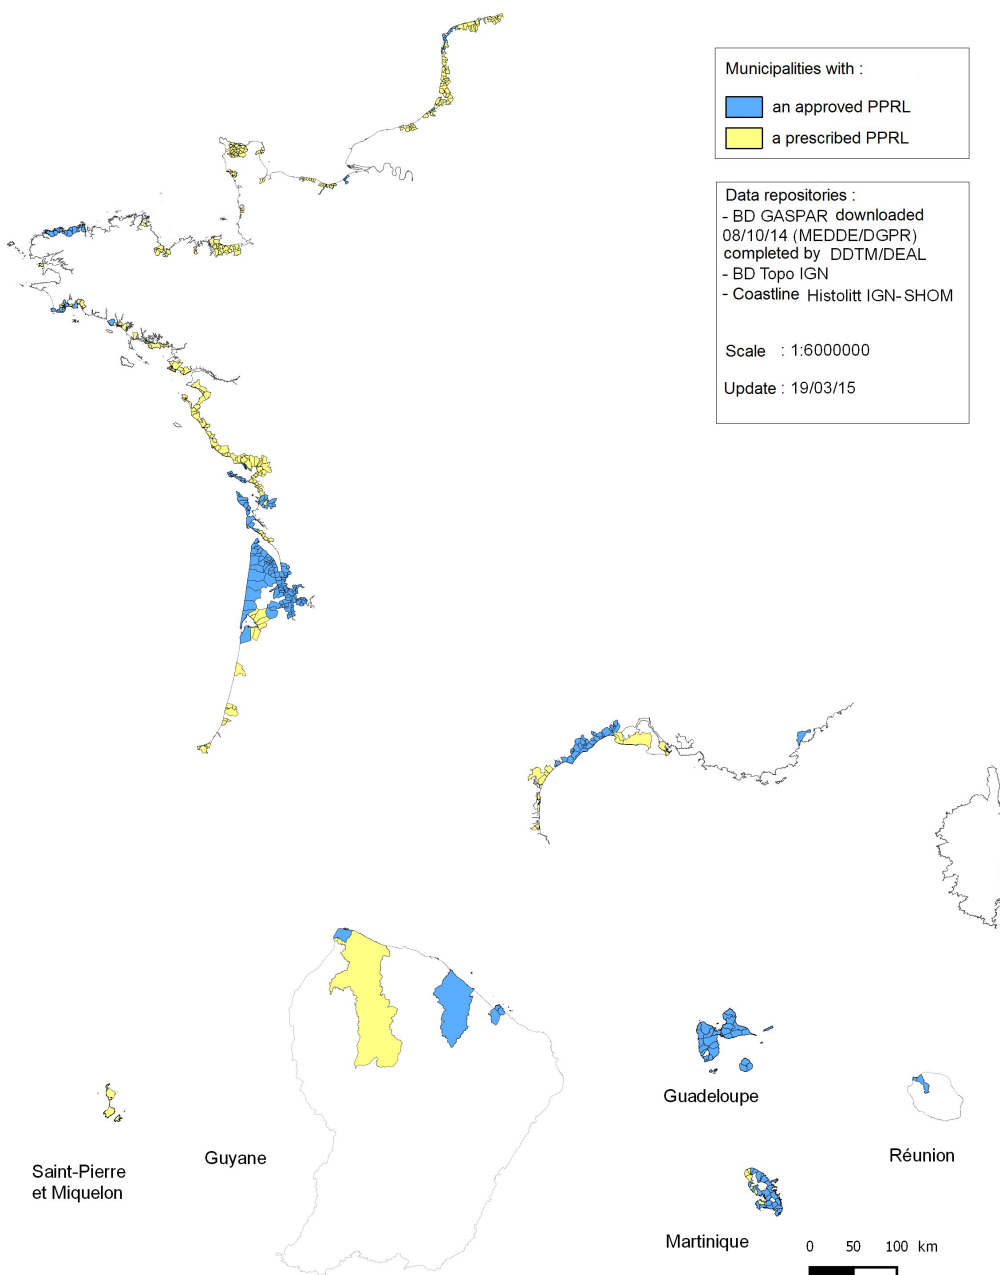 Municipalities with :
an approved PPRL
a prescribed PPRL
Data repositories :
- BD GASPAR downloaded
08/10/14 (MEDDE/DGPR)
completed by DDTM/DEAL
- BD Topo IGN
- Coastline Histolitt IGN-SHOM
Scale : 1:6000000
Update : 19/03/15
Guadeloupe
Saint-Pierre
et Miquelon
Guyane
Réunion
Martinique
0 50 100 km